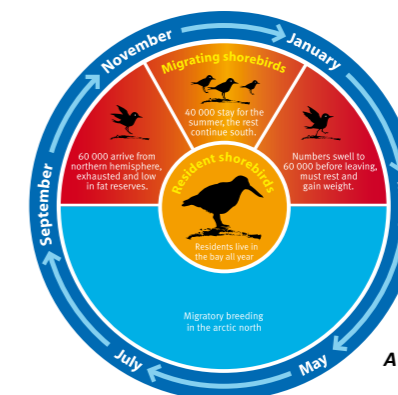 November
January
Migrating shorebirds
40 000 stay for the
summer, the rest
continue south.
60 000 arrive from
northern hemisphere,
exhausted and low
in fat reserves.
Numbers swell to
60 000 before leaving,
must rest and
gain weight.
Resident shorebirds
Residents live in
the bay all year
September
Migratory breeding
in the arctic north
July
May
A